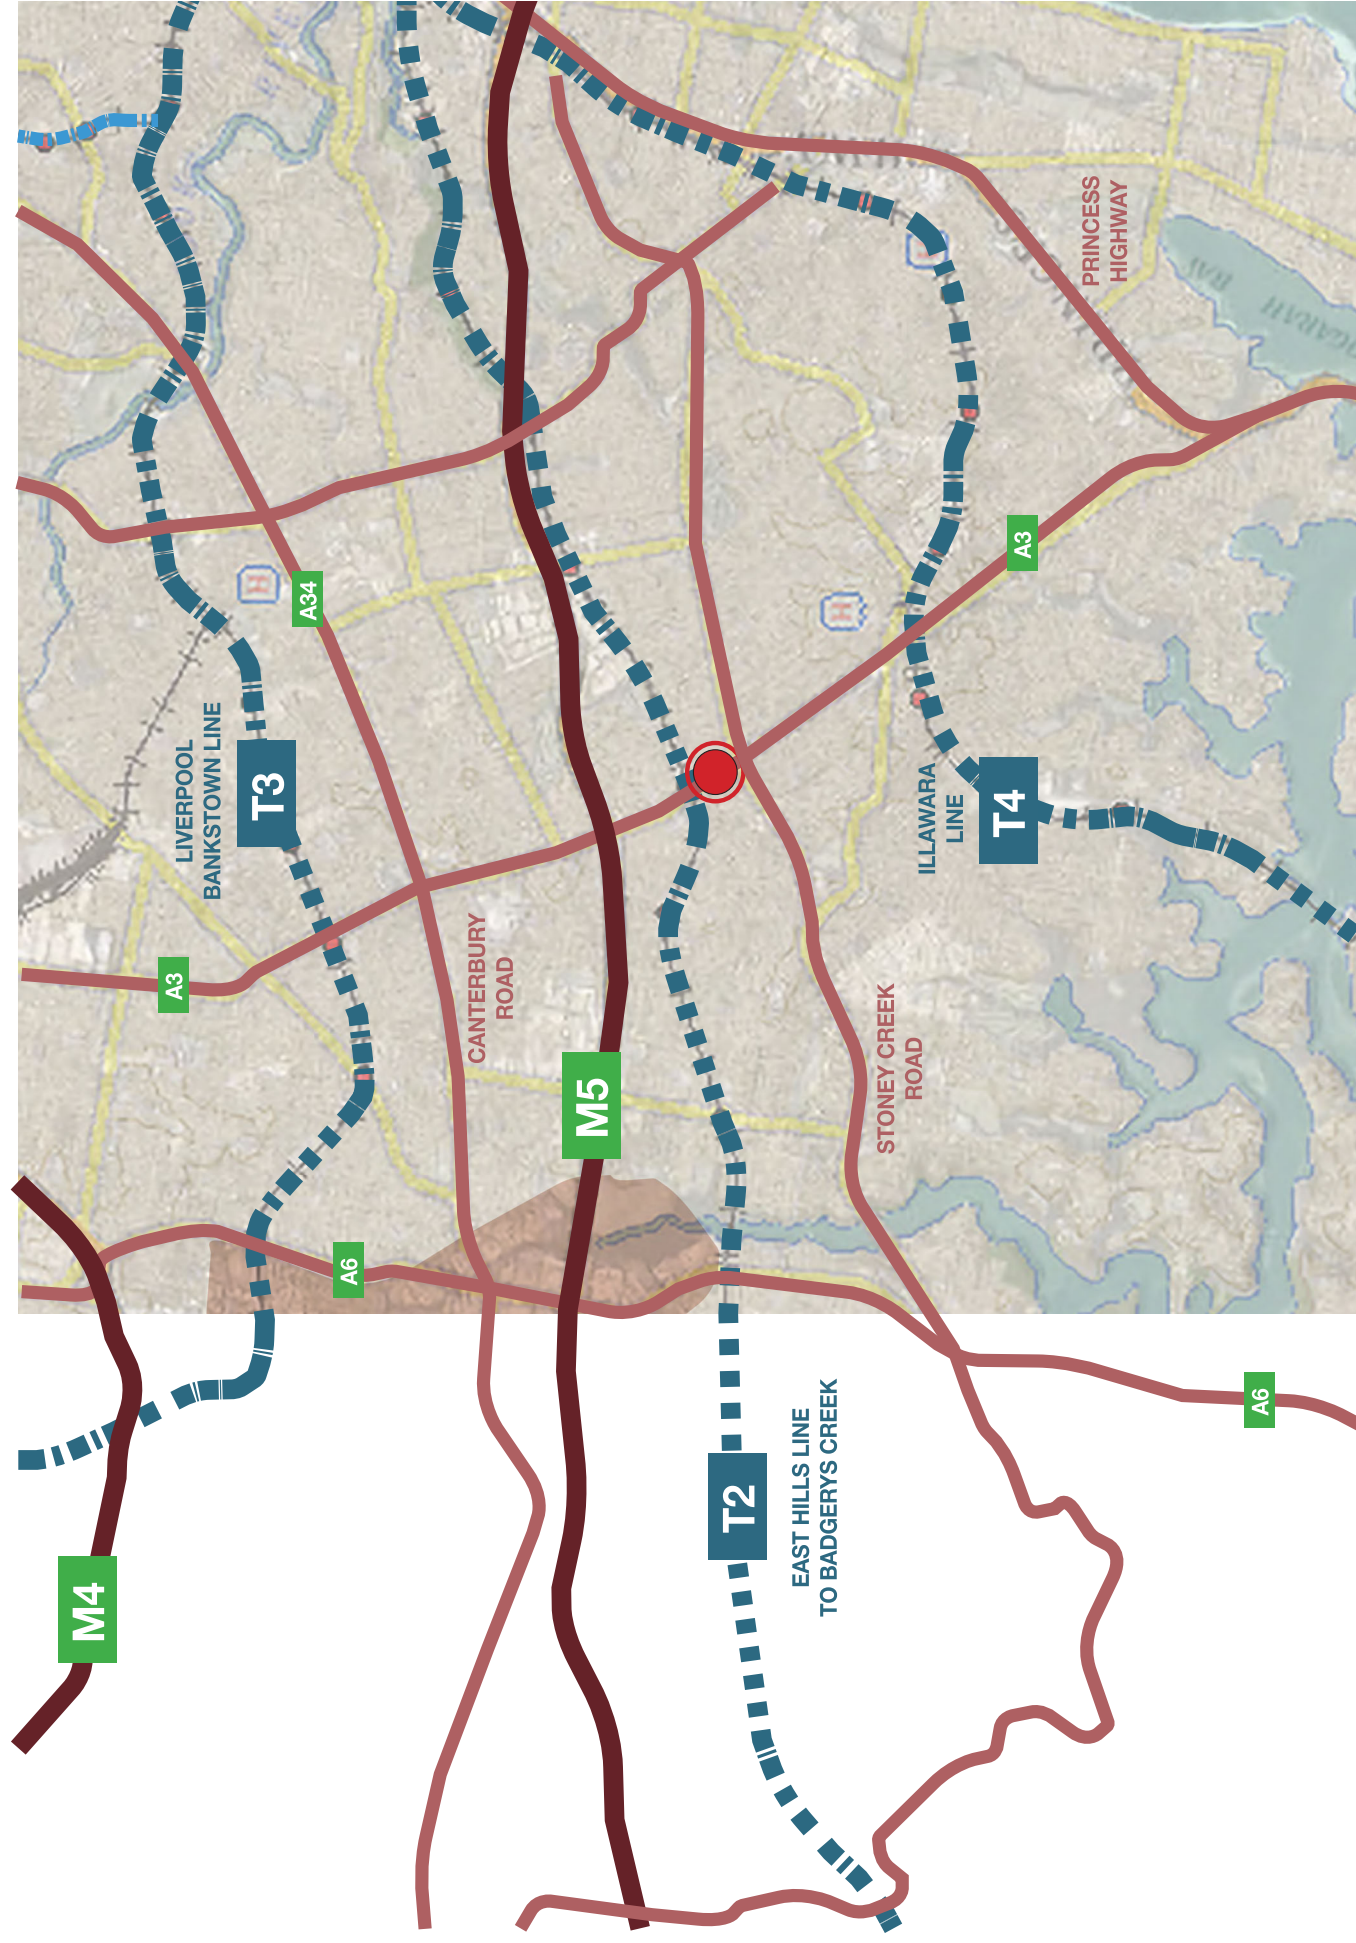 M4
A6
A3
LIVERPOOL
BANKSTOWN LINE
T3
A34
CANTERBURY
ROAD
M5
T2
EAST HILLS LINE
TO BADGERYS CREEK
STONEY CREEK
ROAD
ILLAWARA
LINE
T4
A3
PRINCESS
HIGHWAY
A6
H
H
H
BAY